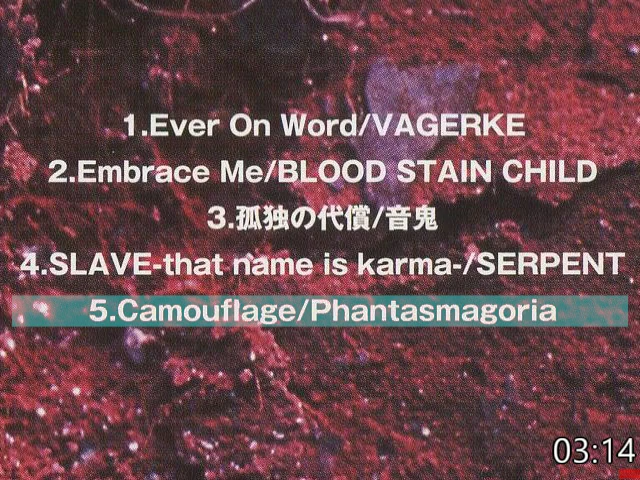 1.Ever On Word/VAGERKE
2.Embrace Me/BLOOD STAIN CHILD
3.孤独の代償/音鬼
4.SLAVE-that name is karma-/SERPENT
5.Camouflage/Phantasmagoria
03:14